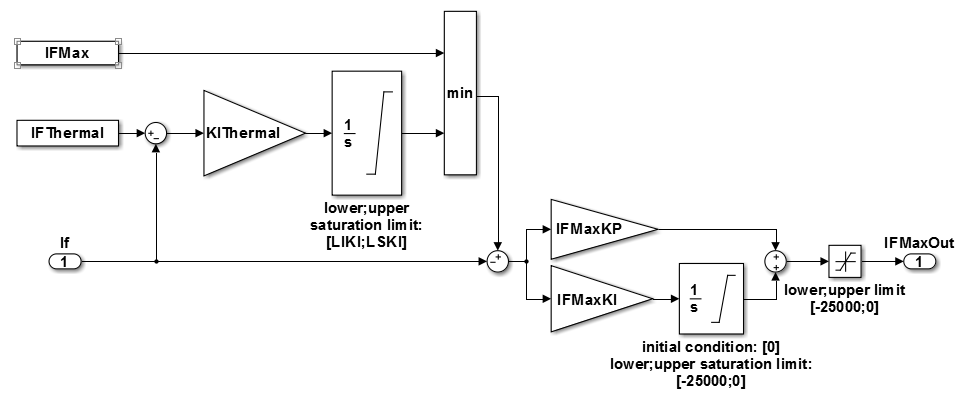 IFMax
min
IFThermal
+
−
KIThermal
1
s
lower;upper
saturation limit:
[LIKI;LSKI]
If
1
−
+
IFMaxKP
IFMaxKI
1
s
initial condition: [0]
lower;upper saturation limit:
[-25000;0]
+
+
lower;upper limit
[-25000;0]
IFMaxOut
1